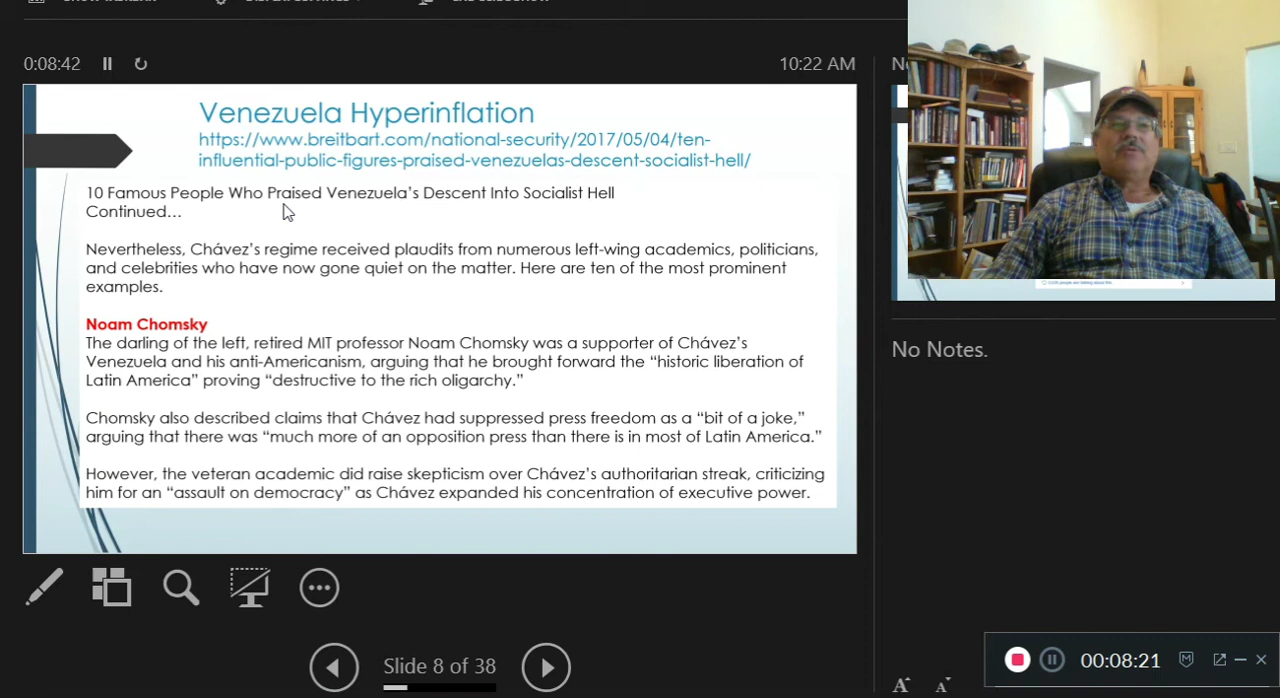 0:08:42
10:22 AM
Venezuela Hyperinflation
https://www.breitbart.com/national-security/2017/05/04/ten-
influential-public-figures-praised-venezuelas-descent-socialist-hell/
10 Famous People Who Praised Venezuela's Descent Into Socialist Hell
Continued...
Nevertheless, Chávez's regime received plaudits from numerous left-wing academics, politicians,
and celebrities who have now gone quiet on the matter. Here are ten of the most prominent
examples.
Noam Chomsky
The darling of the left, retired MIT professor Noam Chomsky was a supporter of Chávez's
Venezuela and his anti-Americanism, arguing that he brought forward the “historic liberation of
Latin America” proving “destructive to the rich oligarchy.”
Chomsky also described claims that Chávez had suppressed press freedom as a “bit of a joke,”
arguing that there was “much more of an opposition press than there is in most of Latin America.”
However, the veteran academic did raise skepticism over Chávez's authoritarian streak, criticizing
him for an “assault on democracy” as Chávez expanded his concentration of executive power.
No Notes.
Slide 8 of 38
00:08:21
A A